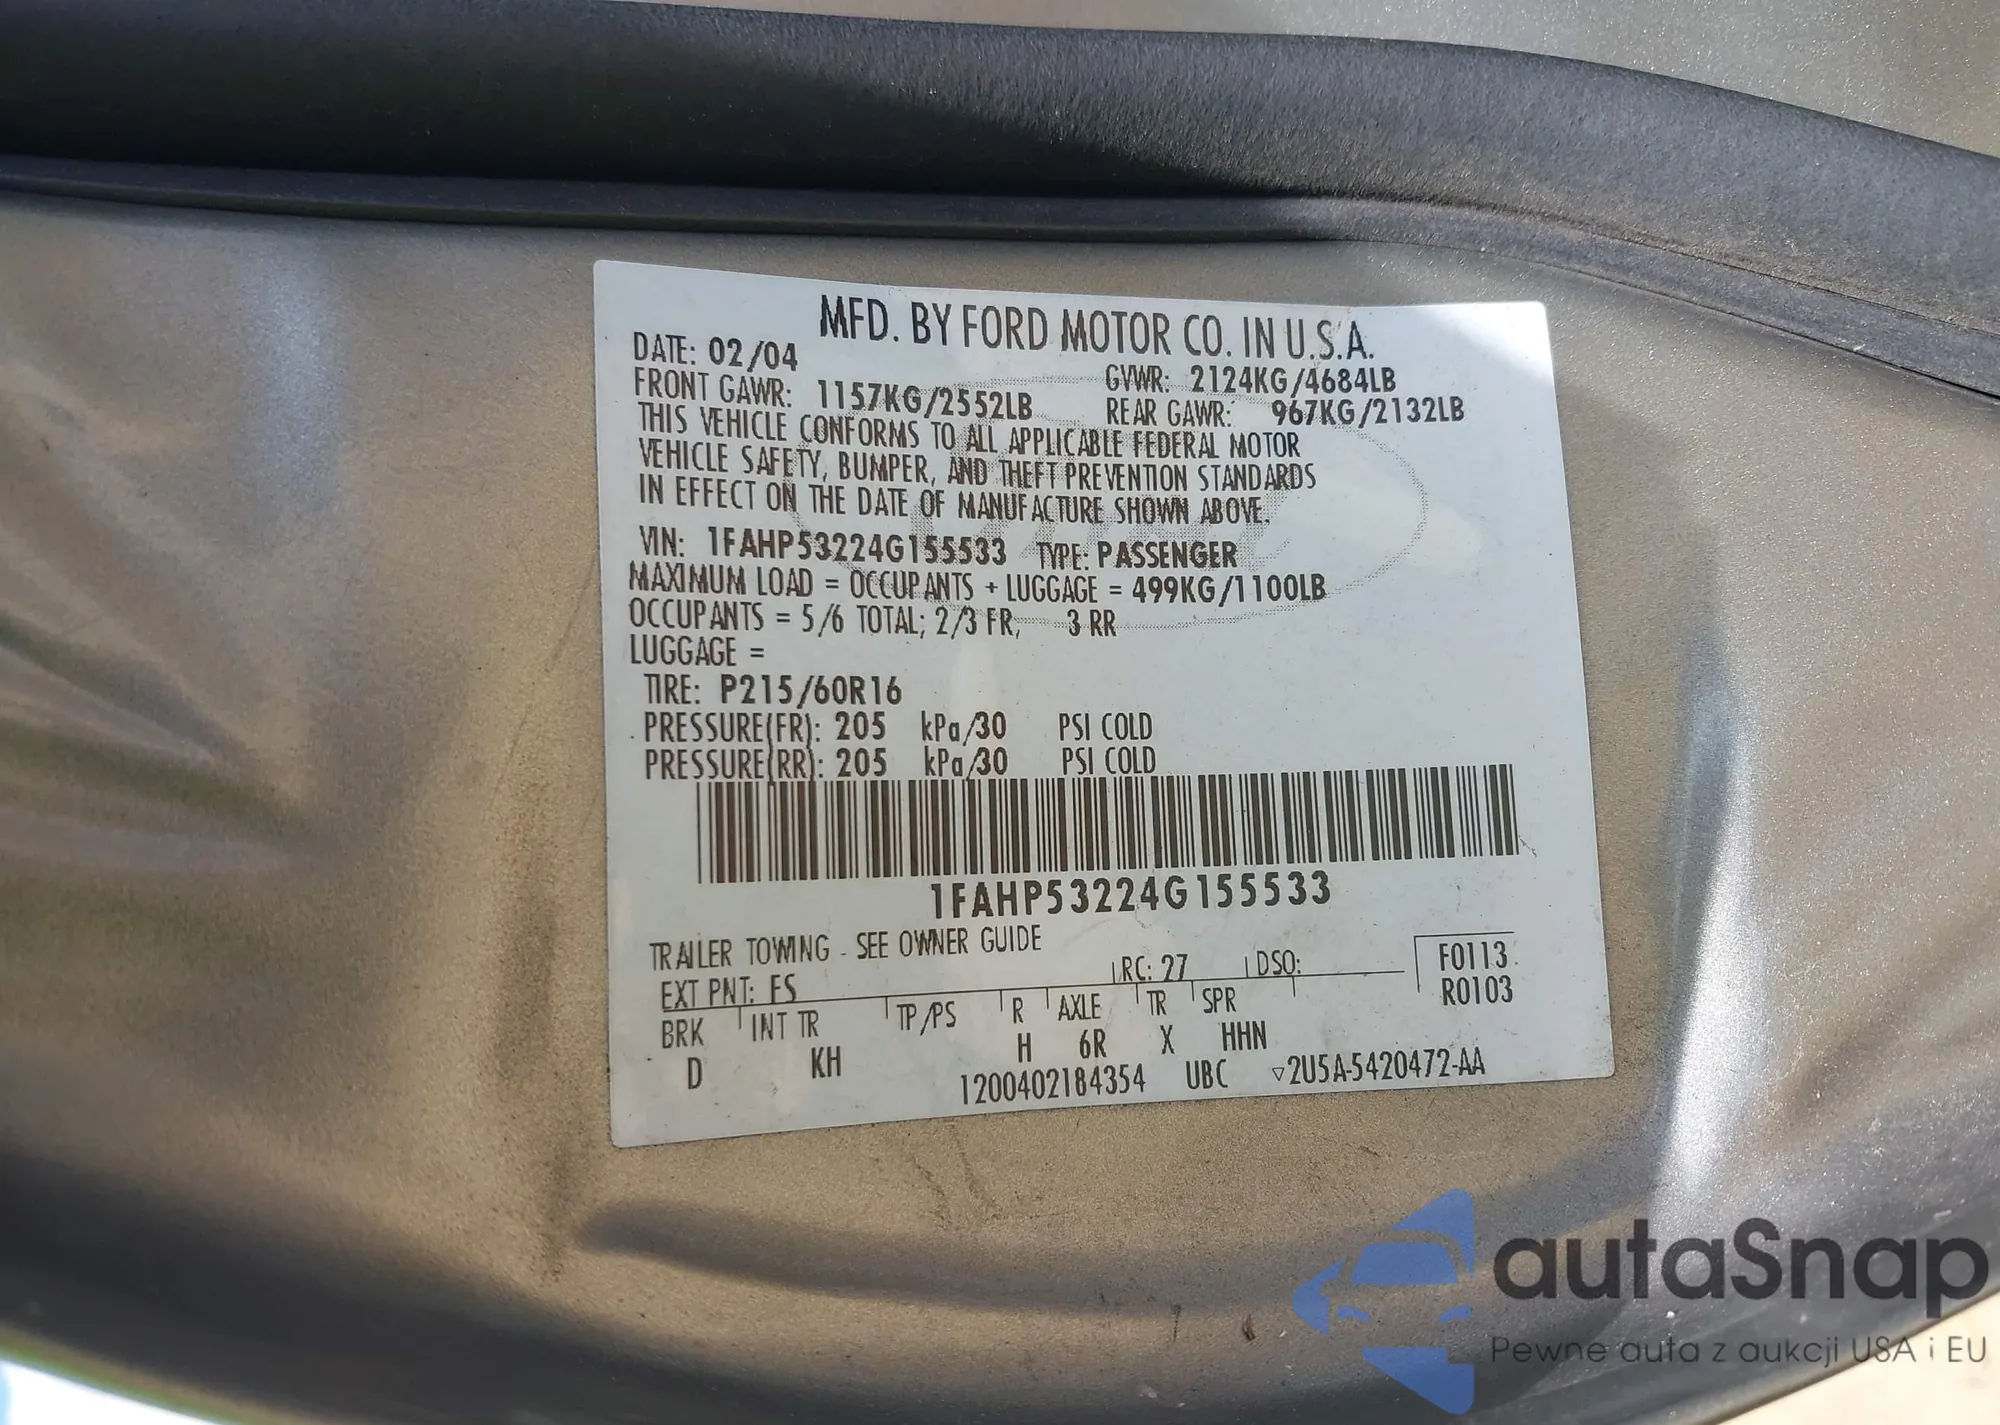 MFD. BY FORD MOTOR CO. IN U.S.A.
DATE: 02/04 GVWR: 2124KG/4684LB
FRONT GAWR: 1157KG/2552LB REAR GAWR: 967KG/2132LB
THIS VEHICLE CONFORMS TO ALL APPLICABLE FEDERAL MOTOR
VEHICLE SAFETY, BUMPER, AND THEFT PREVENTION STANDARDS
IN EFFECT ON THE DATE OF MANUFACTURE SHOWN ABOVE.
VIN: 1FAHP53224G155533 TYPE: PASSENGER
MAXIMUM LOAD = OCCUPANTS + LUGGAGE = 499KG/1100LB
OCCUPANTS = 5/6 TOTAL; 2/3 FR, 3 RR
LUGGAGE =
TIRE: P215/60R16
PRESSURE(FR): 205 kPa/30 PSI COLD
PRESSURE(RR): 205 kPa/30 PSI COLD
1FAHP53224G155533
TRAILER TOWING - SEE OWNER GUIDE
EXT PNT: FS RC: 27 DSO: F0113
R0103
BRK INT TR TP/PS R AXLE TR SPR
D KH H 6R X HHN
1200402184354 UBC ▽2U5A-5420472-AA
autaSnap
Pewne auta z aukcji USA i EU